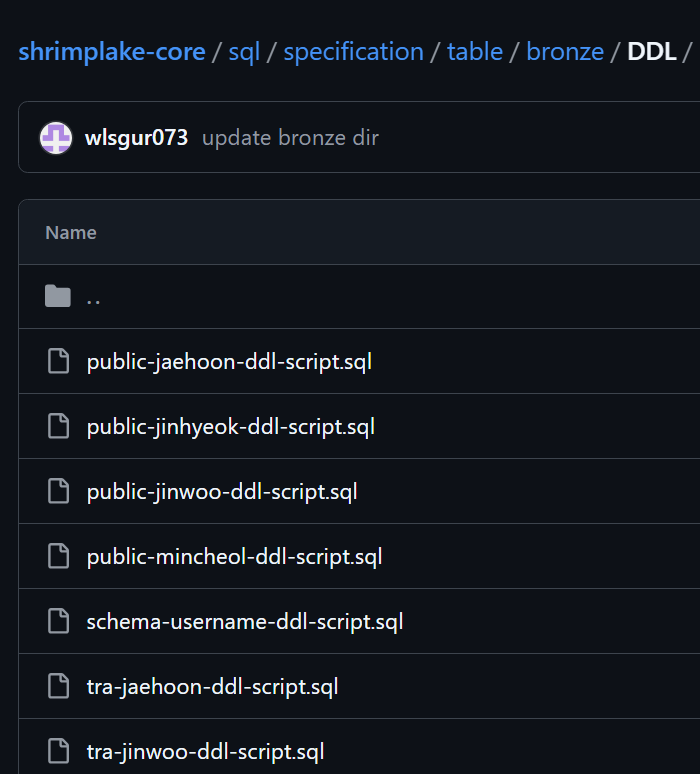 shrimplake-core / sql / specification / table / bronze / DDL /
wlsgur073 update bronze dir
Name
..
public-jaehoon-ddl-script.sql
public-jinhyeok-ddl-script.sql
public-jinwoo-ddl-script.sql
public-mincheol-ddl-script.sql
schema-username-ddl-script.sql
tra-jaehoon-ddl-script.sql
tra-jinwoo-ddl-script.sql